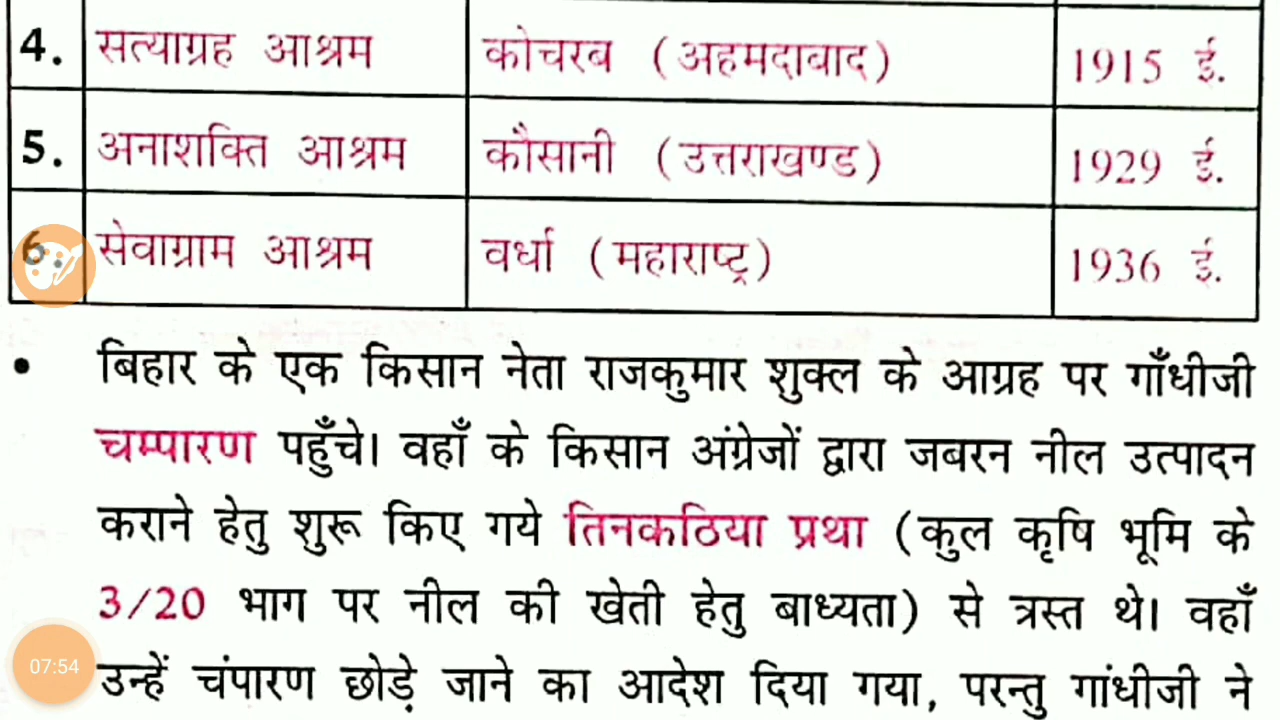 4. सत्याग्रह आश्रम कोचरब (अहमदाबाद) 1915 ई.
5. अनाशक्ति आश्रम कौसानी (उत्तराखण्ड) 1929 ई.
6. सेवाग्राम आश्रम वर्धा (महाराष्ट्र) 1936 ई.
• बिहार के एक किसान नेता राजकुमार शुक्ल के आग्रह पर गाँधीजी
चम्पारण पहुँचे। वहाँ के किसान अंग्रेजों द्वारा जबरन नील उत्पादन
कराने हेतु शुरू किए गये तिनकठिया प्रथा (कुल कृषि भूमि के
3/20 भाग पर नील की खेती हेतु बाध्यता) से त्रस्त थे। वहाँ
07:54
उन्हें चंपारण छोड़े जाने का आदेश दिया गया, परन्तु गांधीजी ने